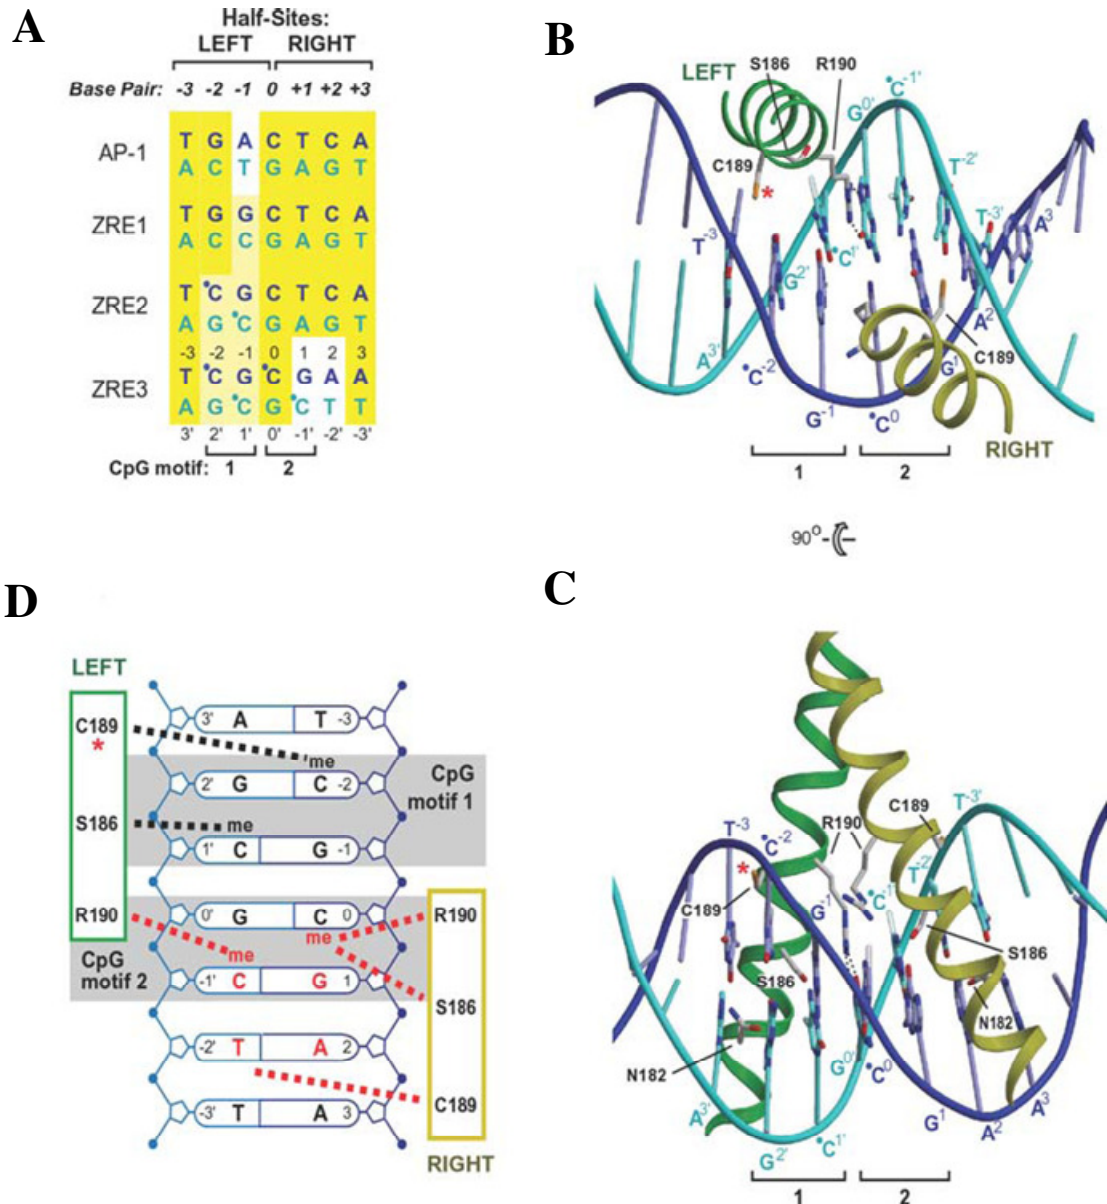 A
Half-Sites:
LEFT RIGHT
Base Pair: -3 -2 -1 0 +1 +2 +3
AP-1
T G A C T C A
A C T G A G T
ZRE1
T G G C T C A
A C C G A G T
ZRE2
T •C G C T C A
A G •C G A G T
-3 -2 -1 0 1 2 3
ZRE3
T •C G •C G A A
A G •C G •C T T
3' 2' 1' 0' -1' -2' -3'
CpG motif: 1 2
B
LEFT
S186 R190
•C-1'
G0'
C189
*
T-2'
T-3
T-3'
A3
•C1'
G2'
A3'
•C-2
G-1
•C0
G1
A2
C189
RIGHT
1 2
90o
D
LEFT
C189
*
3' A T -3
me
CpG
motif 1
2' G C -2
S186
me
1' C G -1
R190
0' G C 0
R190
me
me
CpG
motif 2
-1' C G 1
S186
-2' T A 2
C189
-3' T A 3
RIGHT
C
C189
R190
T-3
•C-2
T-3'
*
T-2'
•C-1'
C189
G-1
S186
S186
N182
N182
G0'
•C0
A3'
G1
A2
A3
G2'
•C1'
1 2